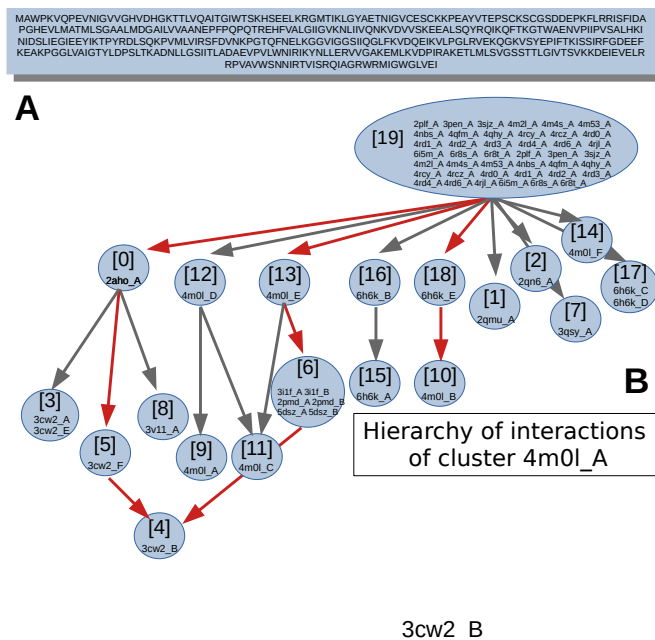 MAWPKVQPEVNIGVVGHVDHGKTTLVQAITGIWTSKHSEELKRGMTIKLGYAETNIGVCESCKKPEAYVTEPSCKSCGSDDEPKFLRRISFIDA
PGHEVLMATMLSGAALMDGAILVVAANEPFPQPQTREHFVALGIIGVKNLIIVQNKVDVVSKEEALSQYRQIKQFTKGTWAENVPIIPVSALHKI
NIDSLIEGIEEYIKTPYRDLSQKPVMLVIRSFDVNKPGTQFNELKGGVIGGSIIQGLFKVDQEIKVLPGLRVEKQGKVSYEPIFTKISSIRFGDEEF
KEAKPGGLVAIGTYLDPSLTKADNLLGSIITLADAEVPVLWNIRIKYNLLERVVGAKEMLKVDPIRAKETLMLSVGSSTTLGIVTSVKKDEIEVELR
RPVAVWSNNIRTVISRQIAGRWRMIGWGLVEI
A
[19]
2plf_A 3pen_A 3sjz_A 4m2l_A 4m4s_A 4m53_A
4nbs_A 4qfm_A 4qhy_A 4rcy_A 4rcz_A 4rd0_A
4rd1_A 4rd2_A 4rd3_A 4rd4_A 4rd6_A 4rjl_A
6i5m_A 6r8s_A 6r8t_A 2plf_A 3pen_A 3sjz_A
4m2l_A 4m4s_A 4m53_A 4nbs_A 4qfm_A 4qhy_A
4rcy_A 4rcz_A 4rd0_A 4rd1_A 4rd2_A 4rd3_A
4rd4_A 4rd6_A 4rjl_A 6i5m_A 6r8s_A 6r8t_A
[0]
2aho_A
[12]
4m0l_D
[13]
4m0l_E
[16]
6h6k_B
[18]
6h6k_E
[1]
2qmu_A
[2]
2qn6_A
[7]
3qsy_A
[14]
4m0l_F
[17]
6h6k_C
6h6k_D
[3]
3cw2_A
3cw2_E
[5]
3cw2_F
[8]
3v11_A
[9]
4m0l_A
[11]
4m0l_C
[6]
3i1f_A 3i1f_B
2pmd_A 2pmd_B
5dsz_A 5dsz_B
[15]
6h6k_A
[10]
4m0l_B
[4]
3cw2_B
B
Hierarchy of interactions
of cluster 4m0l_A
3cw2_B